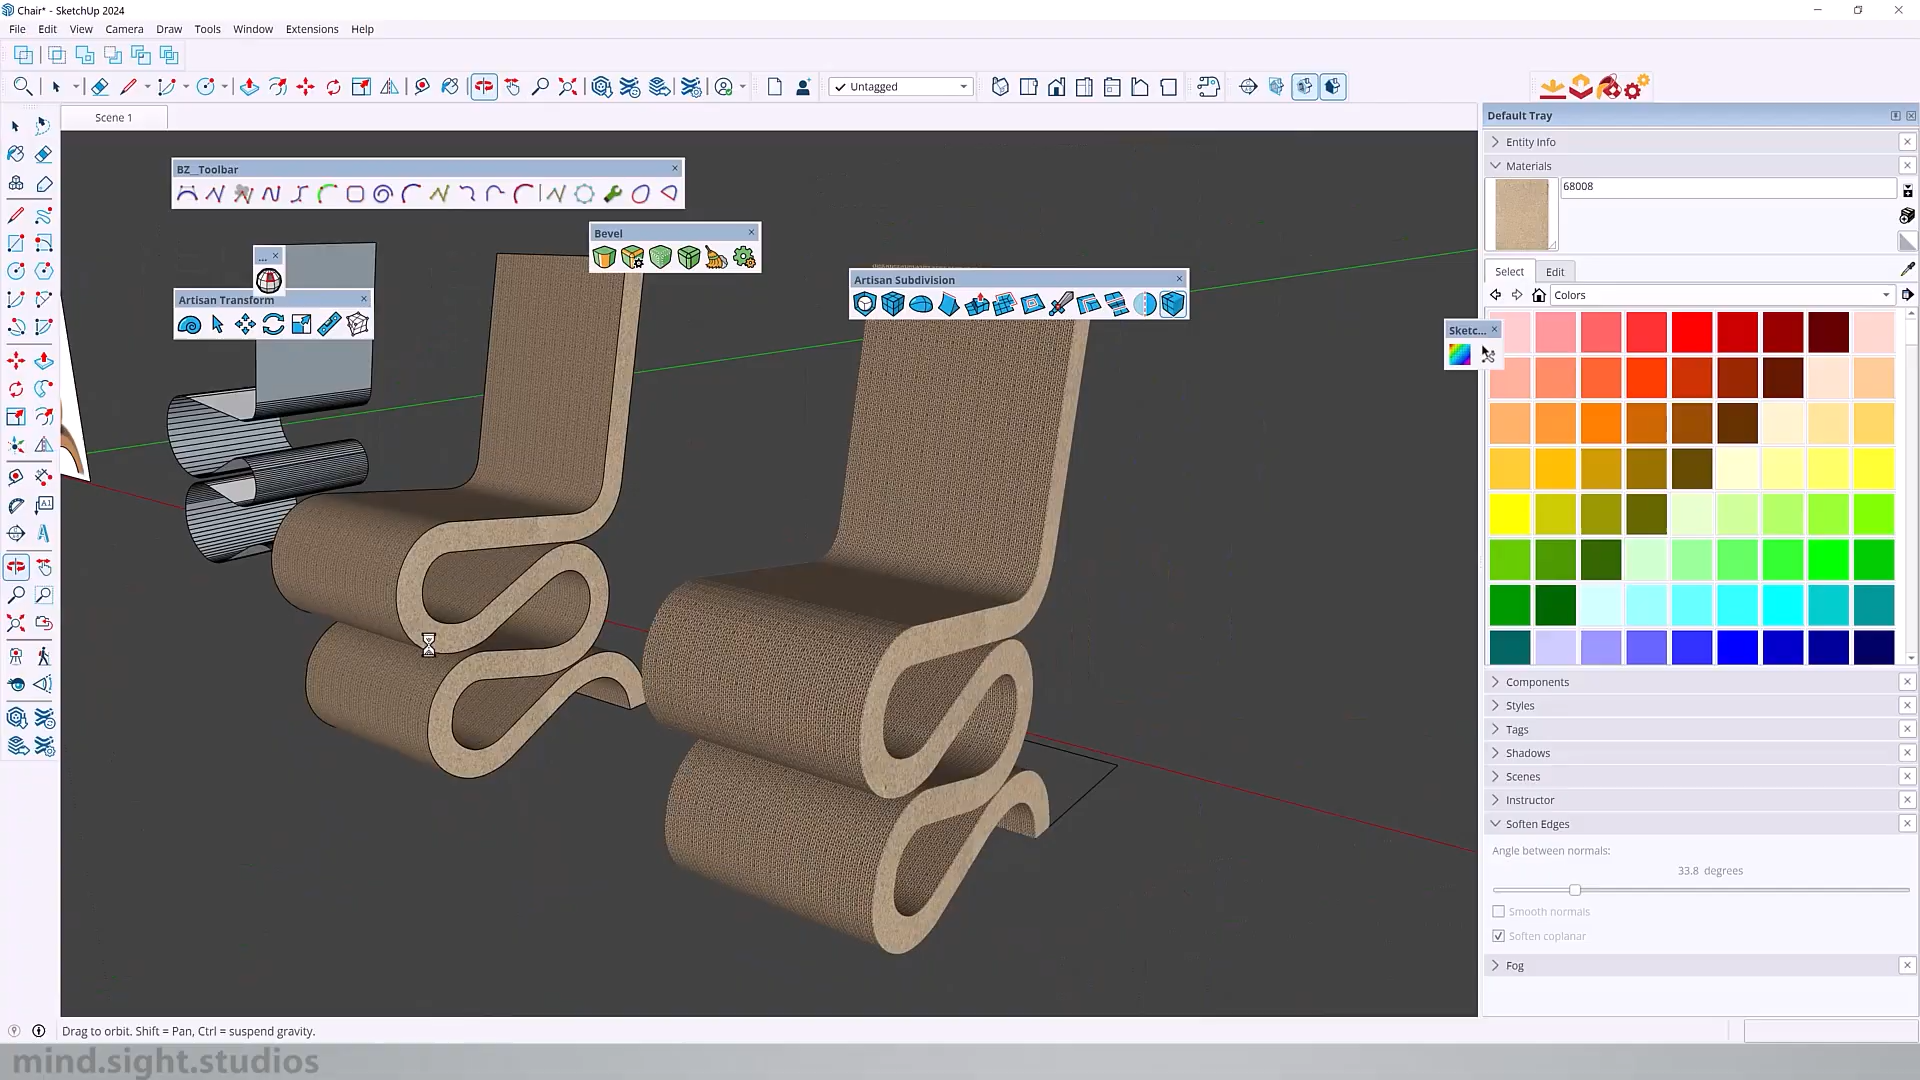 Chair* - SketchUp 2024
File Edit View Camera Draw Tools Window Extensions Help
Untagged
Scene 1
Default Tray
Entity Info
Materials
68008
Select Edit
Colors
BZ__Toolbar
Bevel
...
Artisan Transform
Artisan Subdivision
Sketc...
A1
Components
Styles
Tags
Shadows
Scenes
Instructor
Soften Edges
Angle between normals:
33.8 degrees
Smooth normals
Soften coplanar
Fog
Drag to orbit. Shift = Pan, Ctrl = suspend gravity.
mind.sight.studios